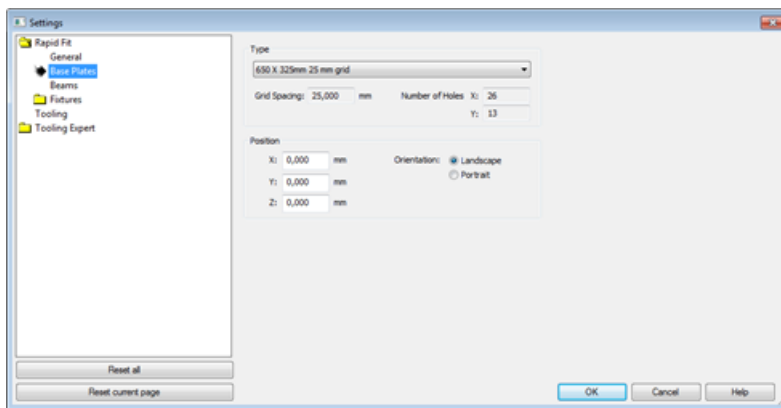 Settings
Rapid Fit
General
Base Plates
Beams
Fixtures
Tooling
Tooling Expert
Reset all
Reset current page
Type
650 X 325mm 25 mm grid
Grid Spacing: 25,000 mm Number of Holes X: 26
Y: 13
Position
X: 0,000 mm Orientation: Landscape
Y: 0,000 mm Portrait
Z: 0,000 mm
OK Cancel Help